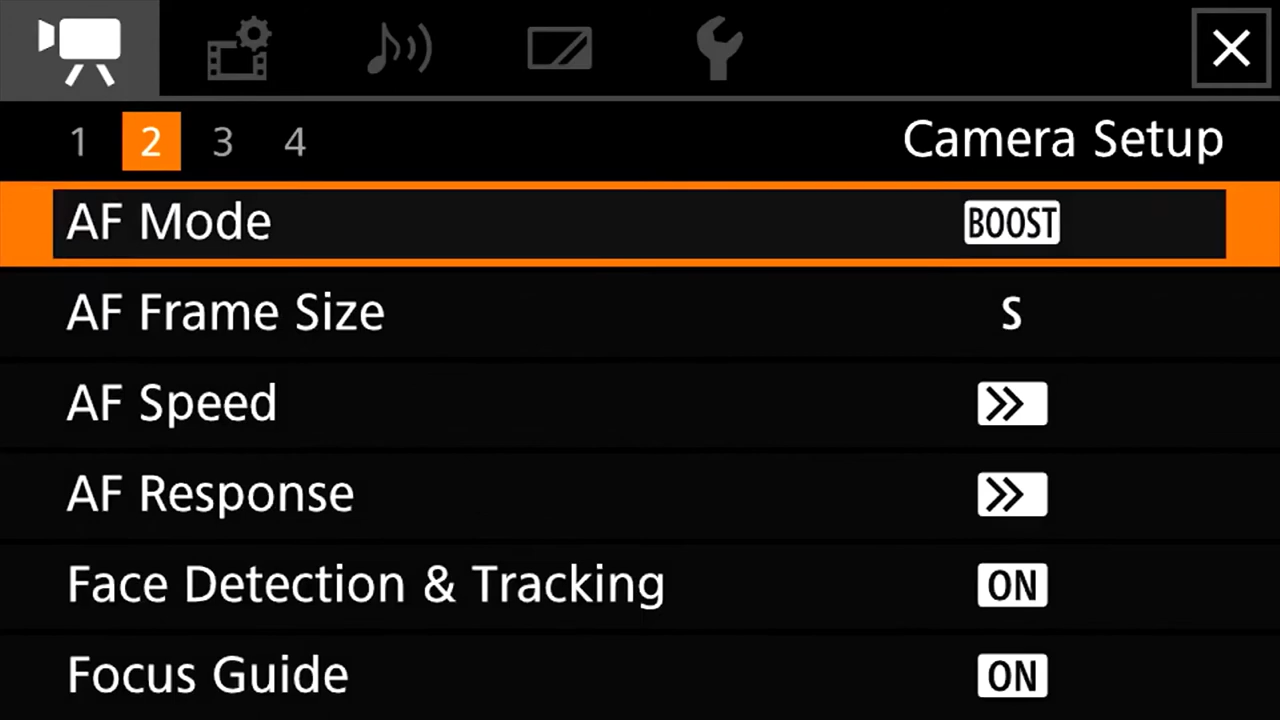 1 2 3 4 Camera Setup
AF Mode BOOST
AF Frame Size S
AF Speed
AF Response
Face Detection & Tracking ON
Focus Guide ON